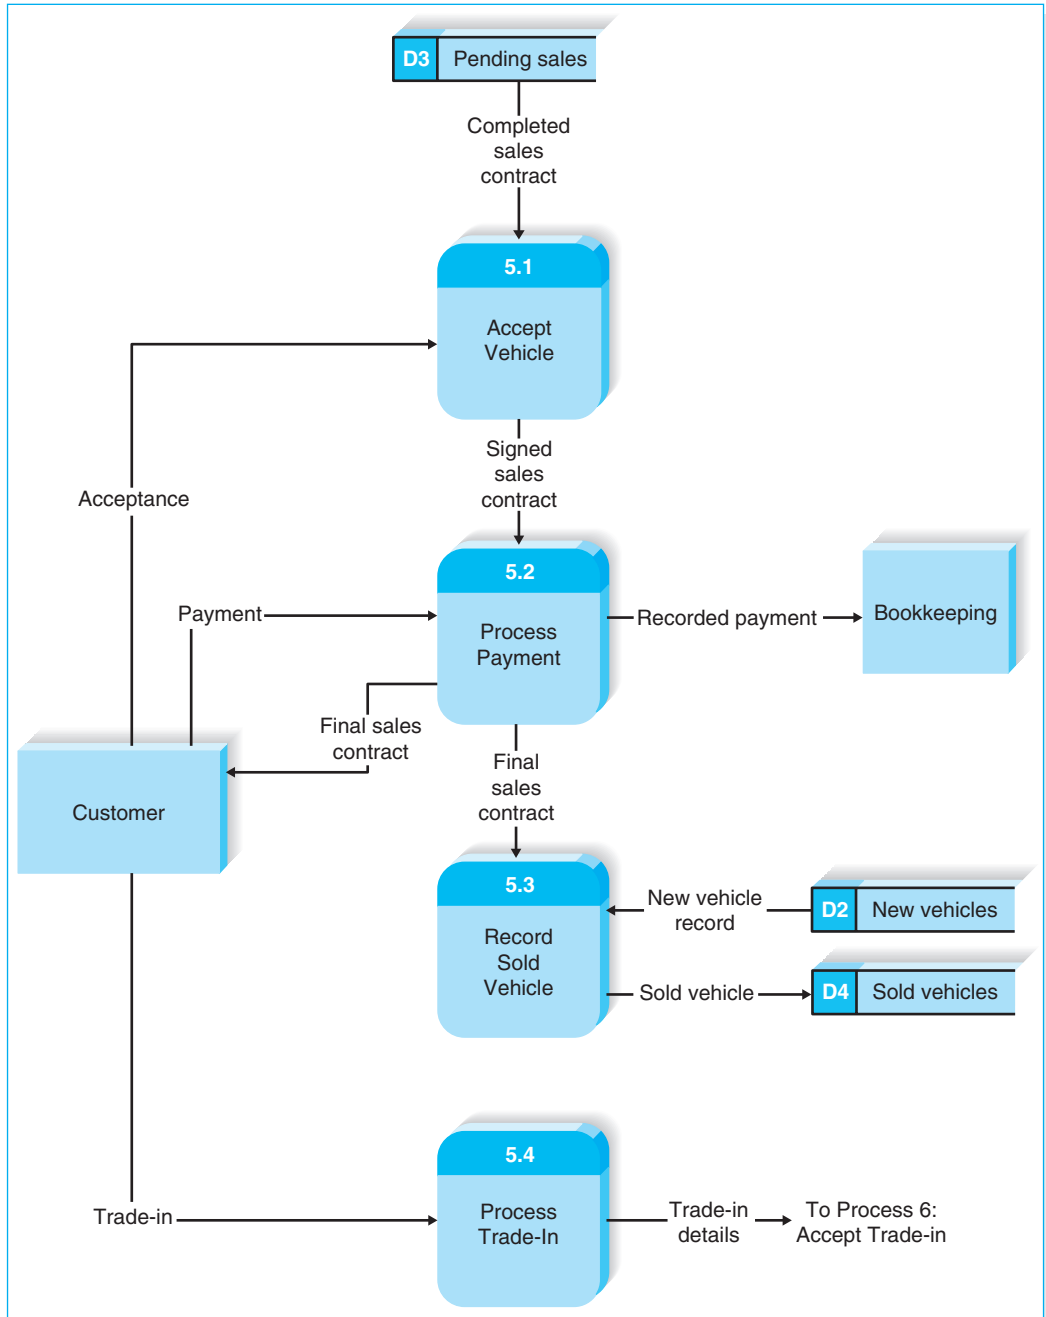 D3 Pending sales
Completed
sales
contract
5.1
Accept
Vehicle
Signed
sales
contract
Acceptance
5.2
Process
Payment
Payment
Recorded payment
Bookkeeping
Final sales
contract
Customer
Final
sales
contract
5.3
Record
Sold
Vehicle
New vehicle
record
D2 New vehicles
Sold vehicle
D4 Sold vehicles
5.4
Process
Trade-In
Trade-in
Trade-in
details
To Process 6:
Accept Trade-in